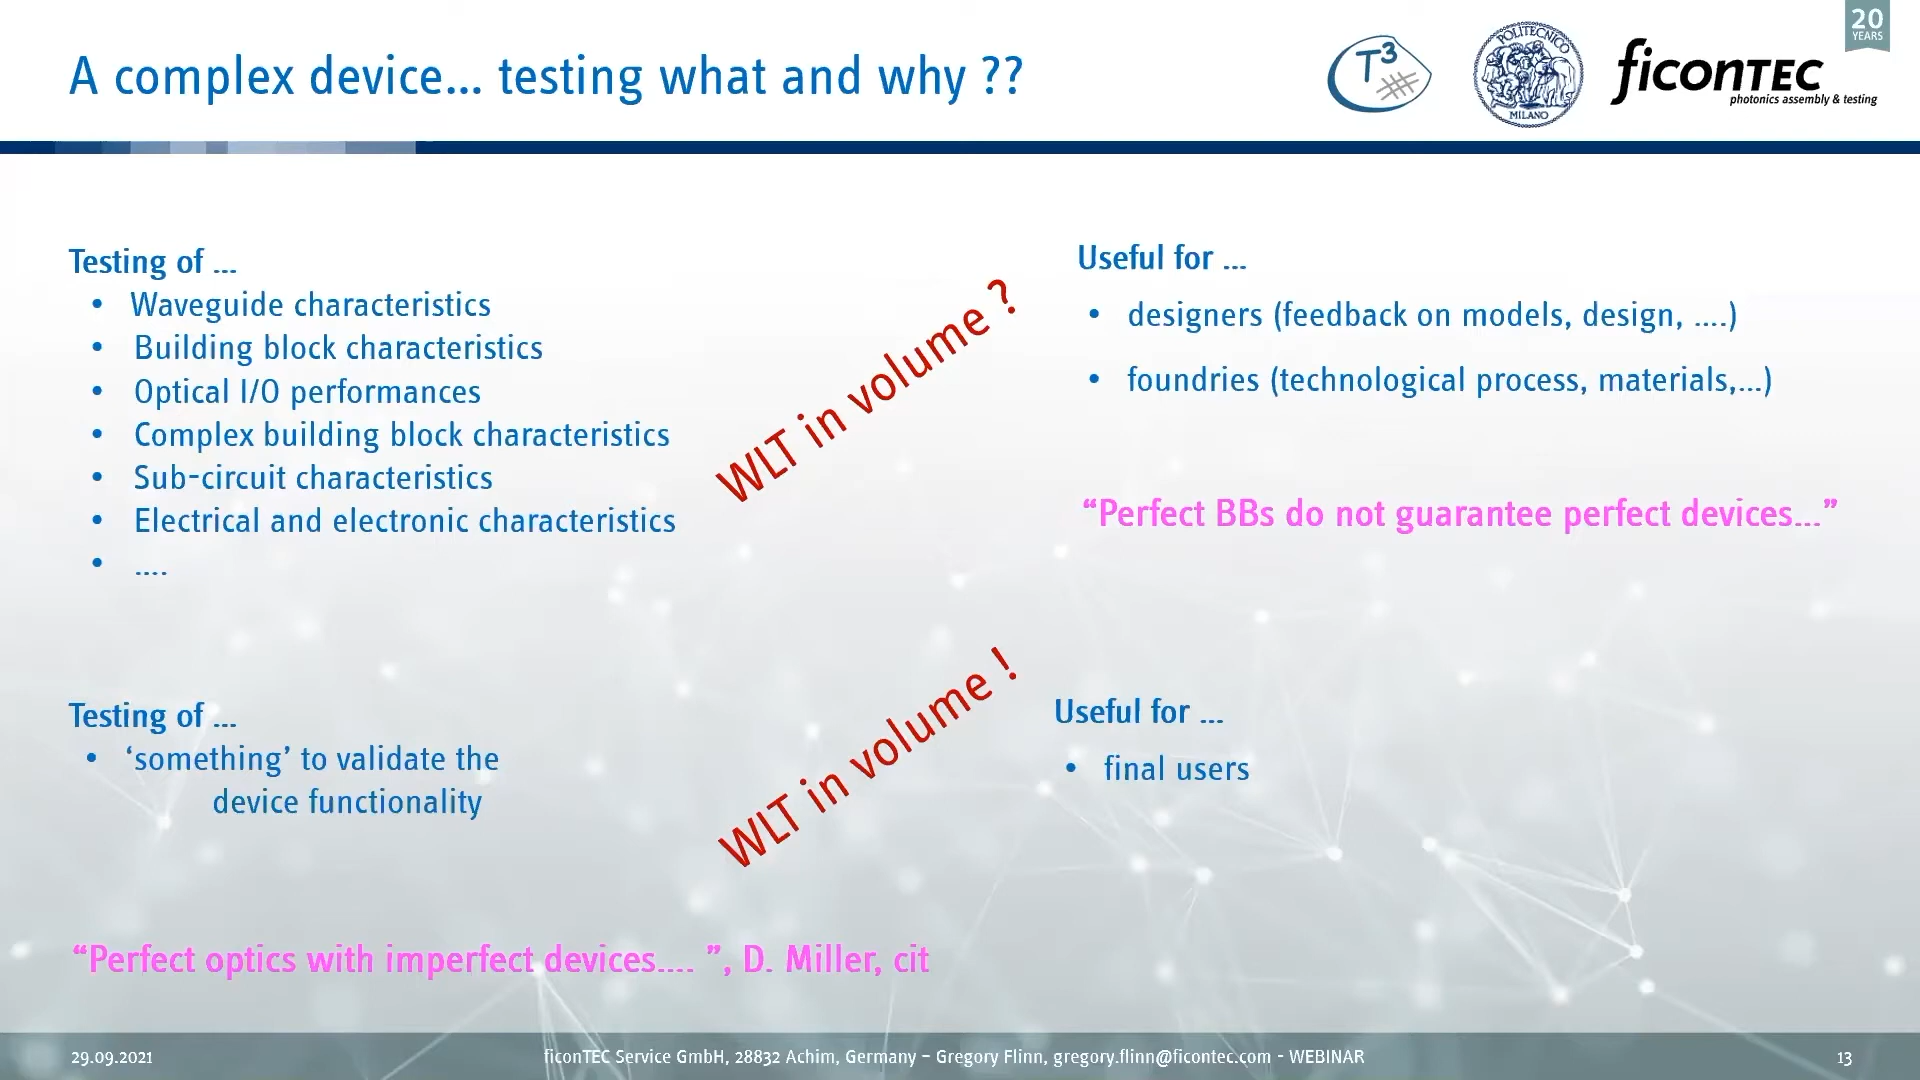 A complex device... testing what and why ??
T3
POLITECNICO
MILANO
ficonTEC
photonics assembly & testing
20
YEARS
Testing of ...
• Waveguide characteristics
• Building block characteristics
• Optical I/O performances
• Complex building block characteristics
• Sub-circuit characteristics
• Electrical and electronic characteristics
• ....
WLT in volume ?
Useful for ...
• designers (feedback on models, design, ....)
• foundries (technological process, materials,...)
“Perfect BBs do not guarantee perfect devices...”
Testing of ...
• ‘something’ to validate the
device functionality
WLT in volume !
Useful for ...
• final users
“Perfect optics with imperfect devices.... ”, D. Miller, cit
29.09.2021
ficonTEC Service GmbH, 28832 Achim, Germany – Gregory Flinn, gregory.flinn@ficontec.com - WEBINAR
13